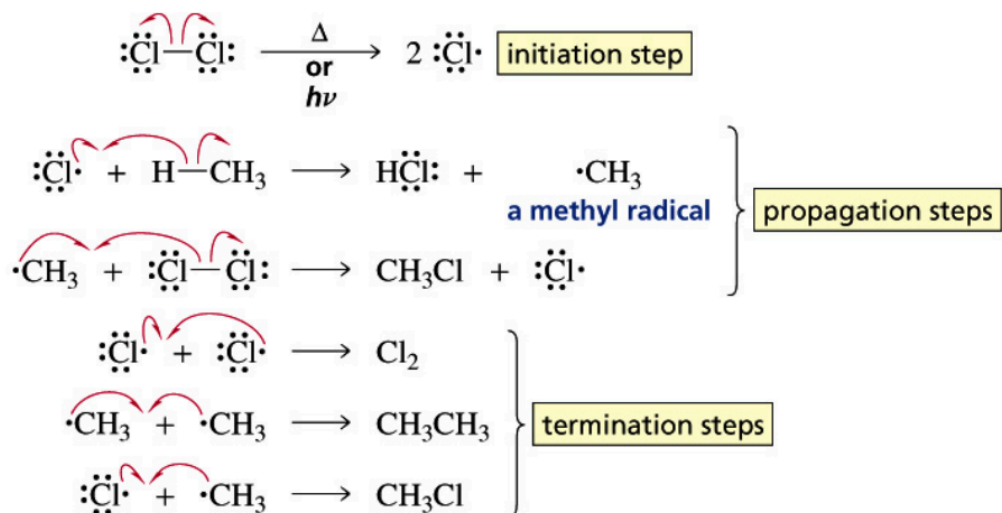 :Cl—Cl: Δ or hν ⟶ 2 :Cl· initiation step
:Cl· + H—CH₃ ⟶ HCl: + ·CH₃
a methyl radical propagation steps
·CH₃ + :Cl—Cl: ⟶ CH₃Cl + :Cl·
:Cl· + :Cl· ⟶ Cl₂
·CH₃ + ·CH₃ ⟶ CH₃CH₃ termination steps
:Cl· + ·CH₃ ⟶ CH₃Cl